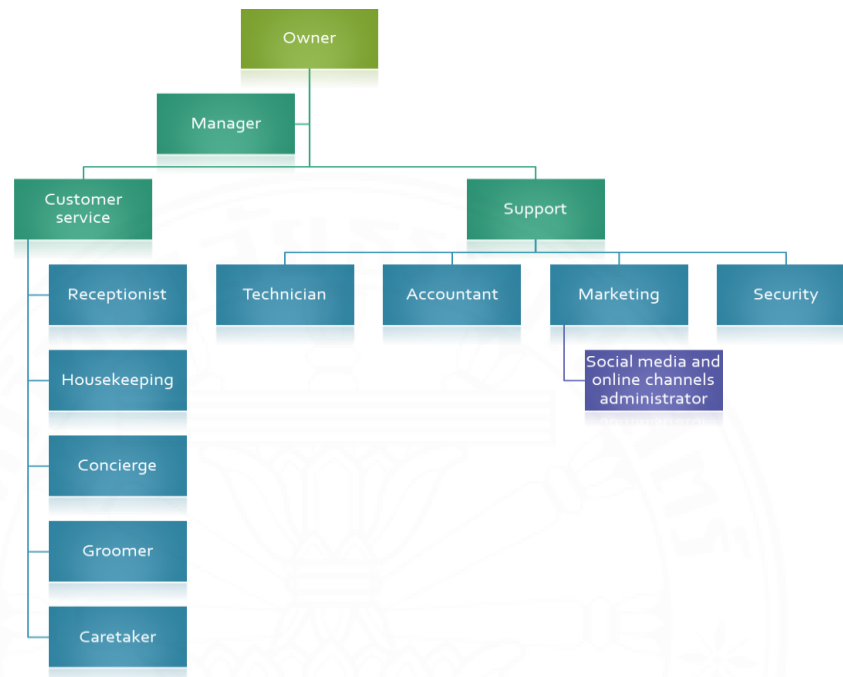 Owner
Manager
Customer
service
Support
Receptionist
Technician
Accountant
Marketing
Security
Housekeeping
Social media and
online channels
administrator
Concierge
Groomer
Caretaker